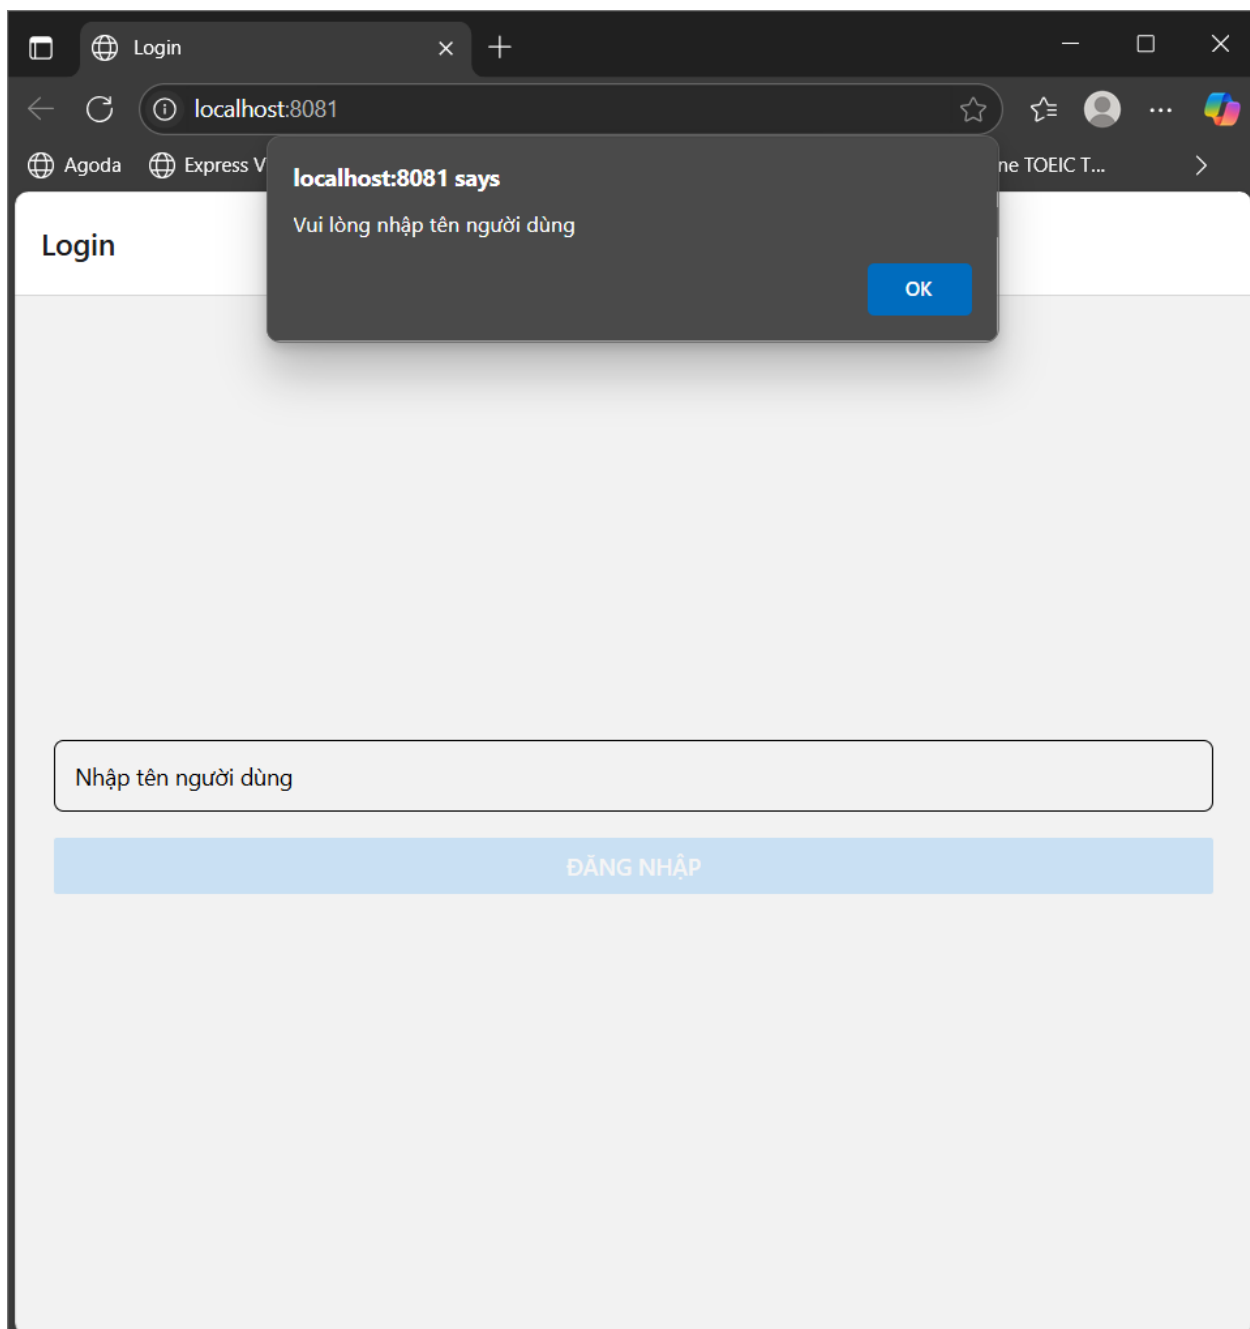 Login
localhost:8081
Agoda
Express V
ne TOEIC T...
localhost:8081 says
Vui lòng nhập tên người dùng
OK
Login
Nhập tên người dùng
ĐĂNG NHẬP